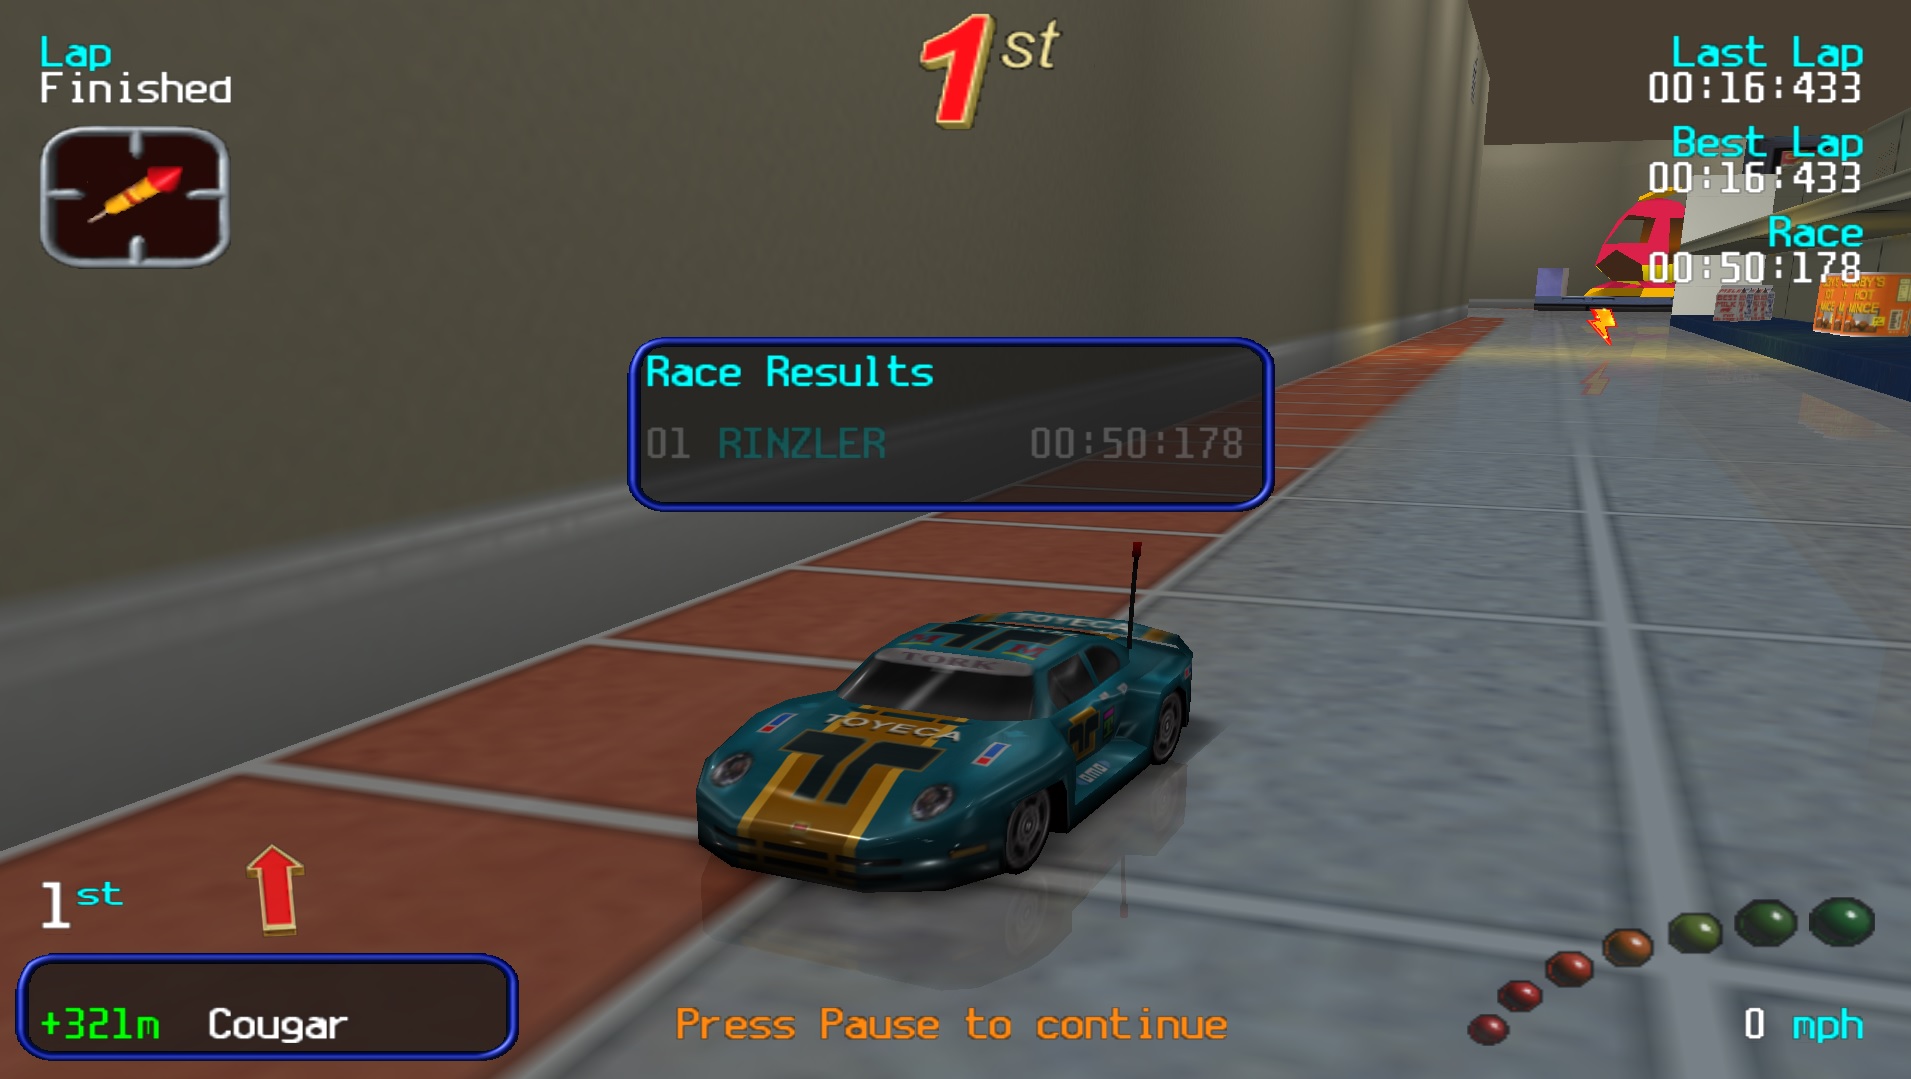 Lap
Finished
1st
Last Lap
00:16:433
Best Lap
00:16:433
Race
00:50:178
Race Results
01 RINZLER 00:50:178
TOYECA
M M
TORK
TOYECA
1st
+321m Cougar
Press Pause to continue
0 mph